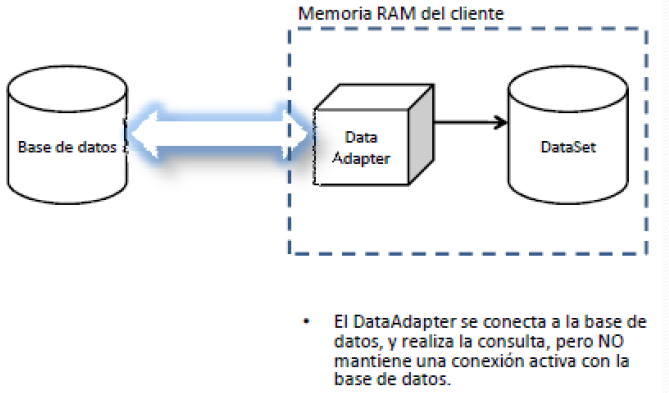 Memoria RAM del cliente
Base de datos
Data
Adapter
DataSet
• El DataAdapter se conecta a la base de
datos, y realiza la consulta, pero NO
mantiene una conexión activa con la
base de datos.